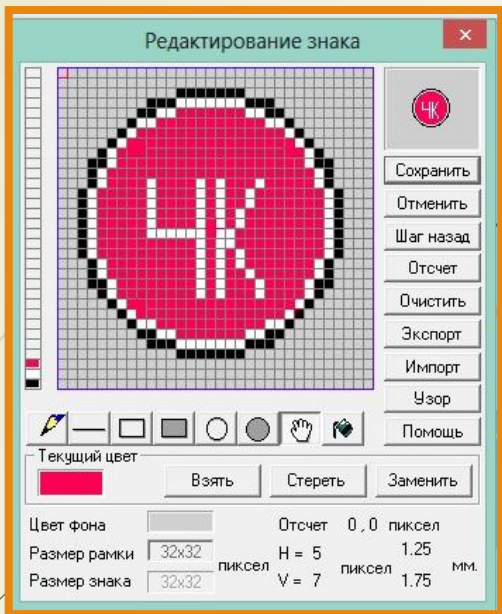 Редактирование знака
×
ЧК
ЧК
Сохранить
Отменить
Шаг назад
Отсчет
Очистить
Экспорт
Импорт
Узор
Помощь
Текущий цвет
Взять
Стереть
Заменить
Цвет фона
Отсчет 0,0 пиксел
Размер рамки 32x32 пиксел H = 5 пиксел 1.25 мм.
Размер знака 32x32 V = 7 1.75